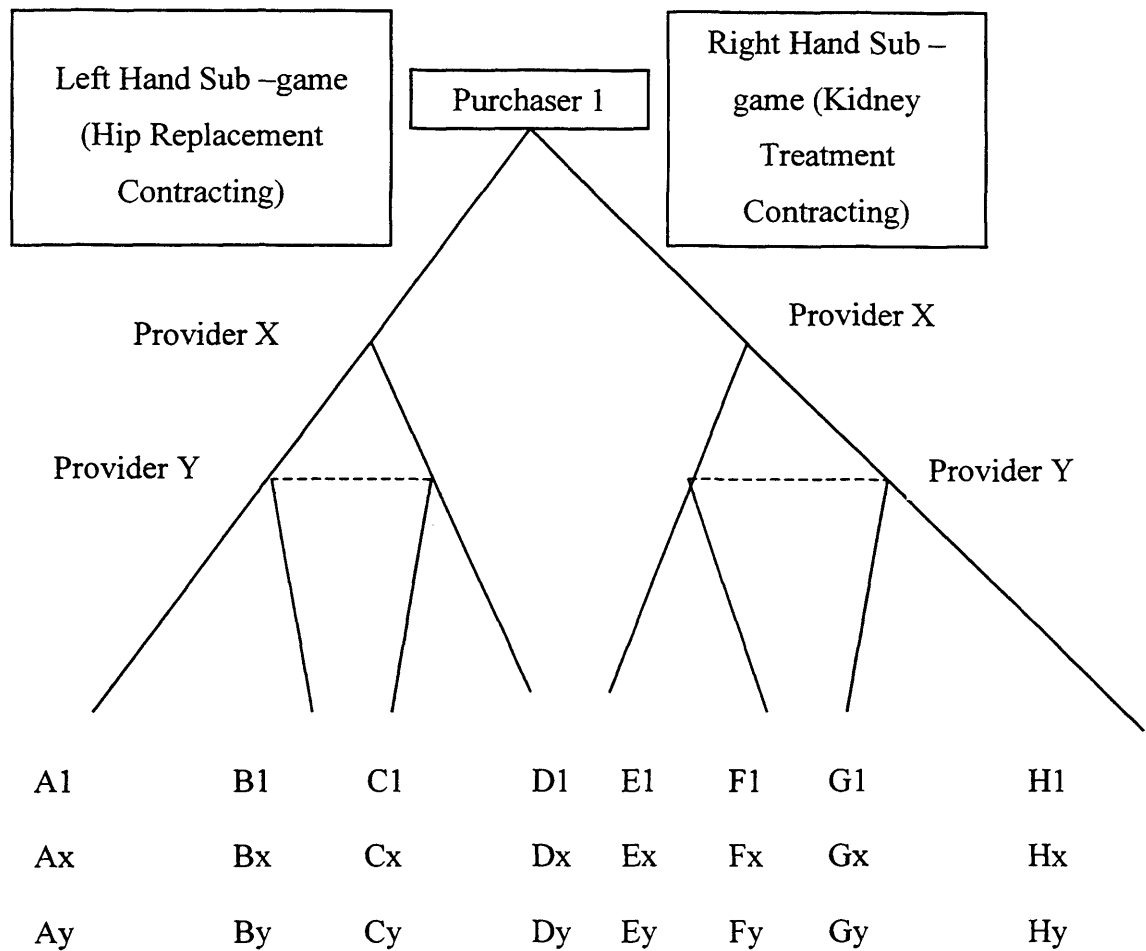 Left Hand Sub –game
(Hip Replacement
Contracting)
Purchaser 1
Right Hand Sub –
game (Kidney
Treatment
Contracting)
Provider X
Provider X
Provider Y
Provider Y
A1 B1 C1 D1 E1 F1 G1 H1
Ax Bx Cx Dx Ex Fx Gx Hx
Ay By Cy Dy Ey Fy Gy Hy